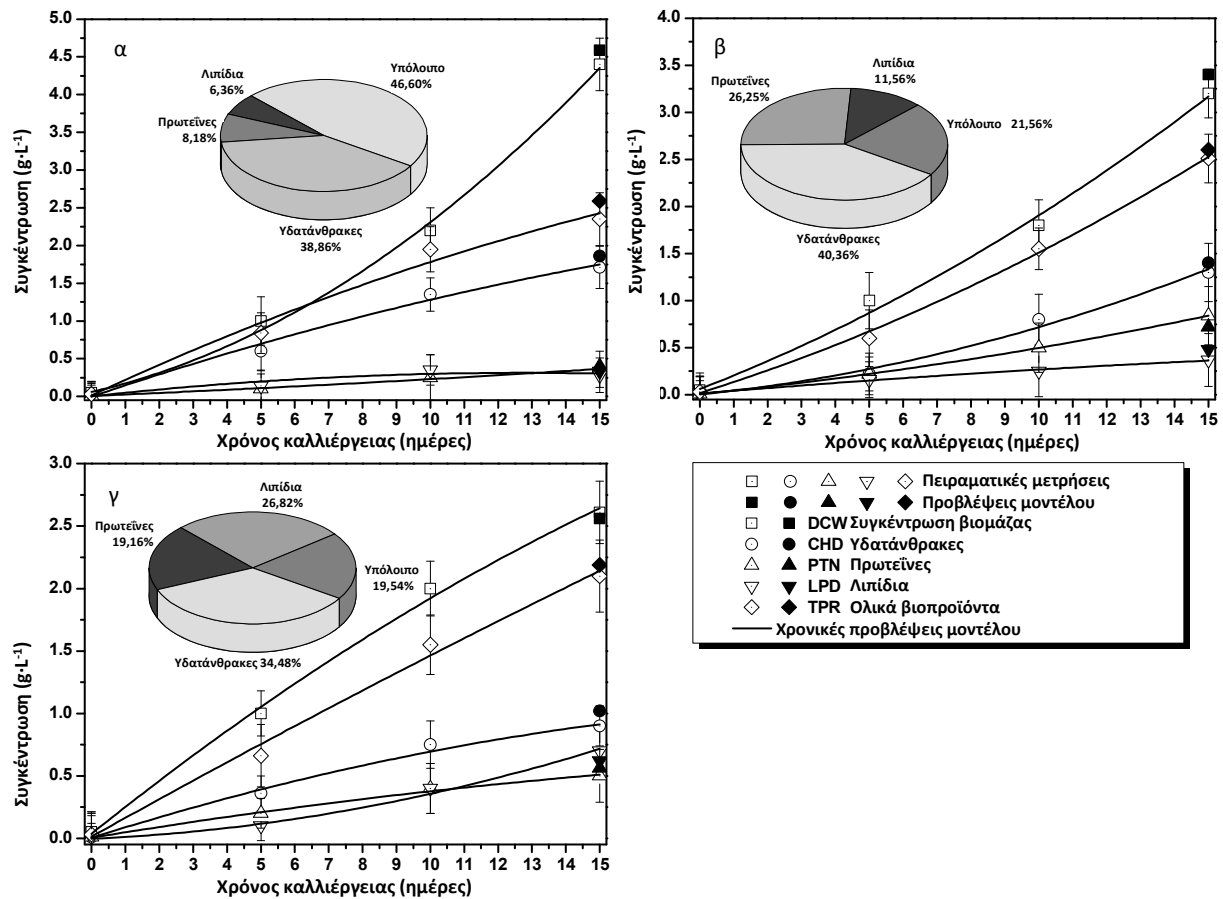 α
5.0
4.5
4.0
3.5
3.0
2.5
2.0
1.5
1.0
0.5
0.0
Συγκέντρωση (g·L-1)
Λιπίδια
6,36%
Υπόλοιπο
46,60%
Πρωτεΐνες
8,18%
Υδατάνθρακες
38,86%
0 1 2 3 4 5 6 7 8 9 10 11 12 13 14 15
Χρόνος καλλιέργειας (ημέρες)
β
4.0
3.5
3.0
2.5
2.0
1.5
1.0
0.5
0.0
Συγκέντρωση (g·L-1)
Πρωτεΐνες
26,25%
Λιπίδια
11,56%
Υπόλοιπο 21,56%
Υδατάνθρακες
40,36%
0 1 2 3 4 5 6 7 8 9 10 11 12 13 14 15
Χρόνος καλλιέργειας (ημέρες)
γ
3.0
2.5
2.0
1.5
1.0
0.5
0.0
Συγκέντρωση (g·L-1)
Λιπίδια
26,82%
Πρωτεΐνες
19,16%
Υπόλοιπο
19,54%
Υδατάνθρακες 34,48%
0 1 2 3 4 5 6 7 8 9 10 11 12 13 14 15
Χρόνος καλλιέργειας (ημέρες)
Πειραματικές μετρήσεις
Προβλέψεις μοντέλου
DCW Συγκέντρωση βιομάζας
CHD Υδατάνθρακες
PTN Πρωτεΐνες
LPD Λιπίδια
TPR Ολικά βιοπροϊόντα
Χρονικές προβλέψεις μοντέλου